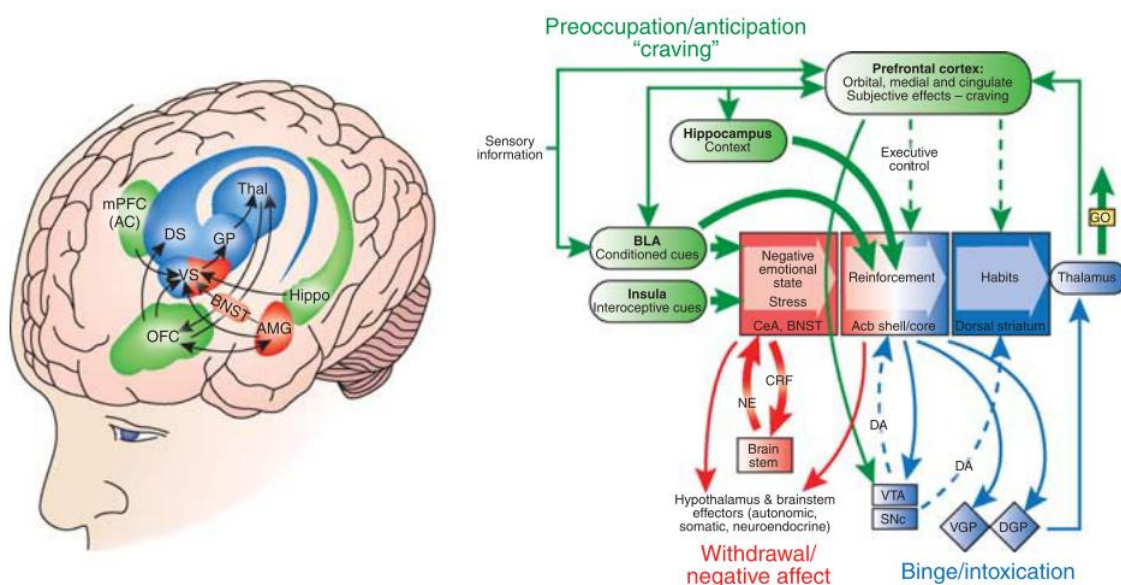 mPFC
(AC)
DS
Thal
GP
VS
BNST
Hippo
OFC
AMG
Preoccupation/anticipation
“craving”
Prefrontal cortex:
Orbital, medial and cingulate
Subjective effects – craving
Sensory
information
Hippocampus
Context
Executive
control
GO
BLA
Conditioned cues
Insula
Interoceptive cues
Negative
emotional
state
Stress
CeA, BNST
Reinforcement
Acb shell/core
Habits
Dorsal striatum
Thalamus
NE
CRF
Brain
stem
DA
DA
VTA
SNc
VGP
DGP
Hypothalamus & brainstem
effectors (autonomic,
somatic, neuroendocrine)
Withdrawal/
negative affect
Binge/intoxication